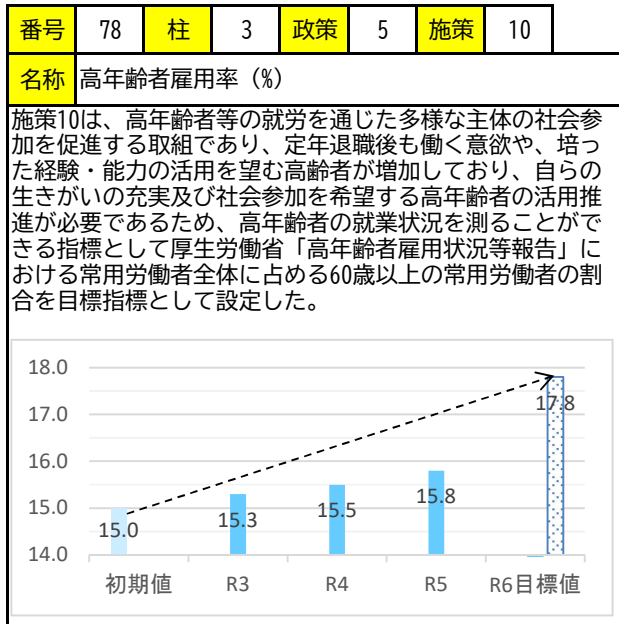 番号 78 柱 3 政策 5 施策 10
名称 高年齢者雇用率（%）
施策10は、高年齢者等の就労を通じた多様な主体の社会参
加を促進する取組であり、定年退職後も働く意欲や、培っ
た経験・能力の活用を望む高齢者が増加しており、自らの
生きがいの充実及び社会参加を希望する高年齢者の活用推
進が必要であるため、高年齢者の就業状況を測ることがで
きる指標として厚生労働省「高年齢者雇用状況等報告」に
おける常用労働者全体に占める60歳以上の常用労働者の割
合を目標指標として設定した。
18.0
17.0
16.0
15.0
14.0
15.0
15.3
15.5
15.8
17.8
初期値 R3 R4 R5 R6目標値